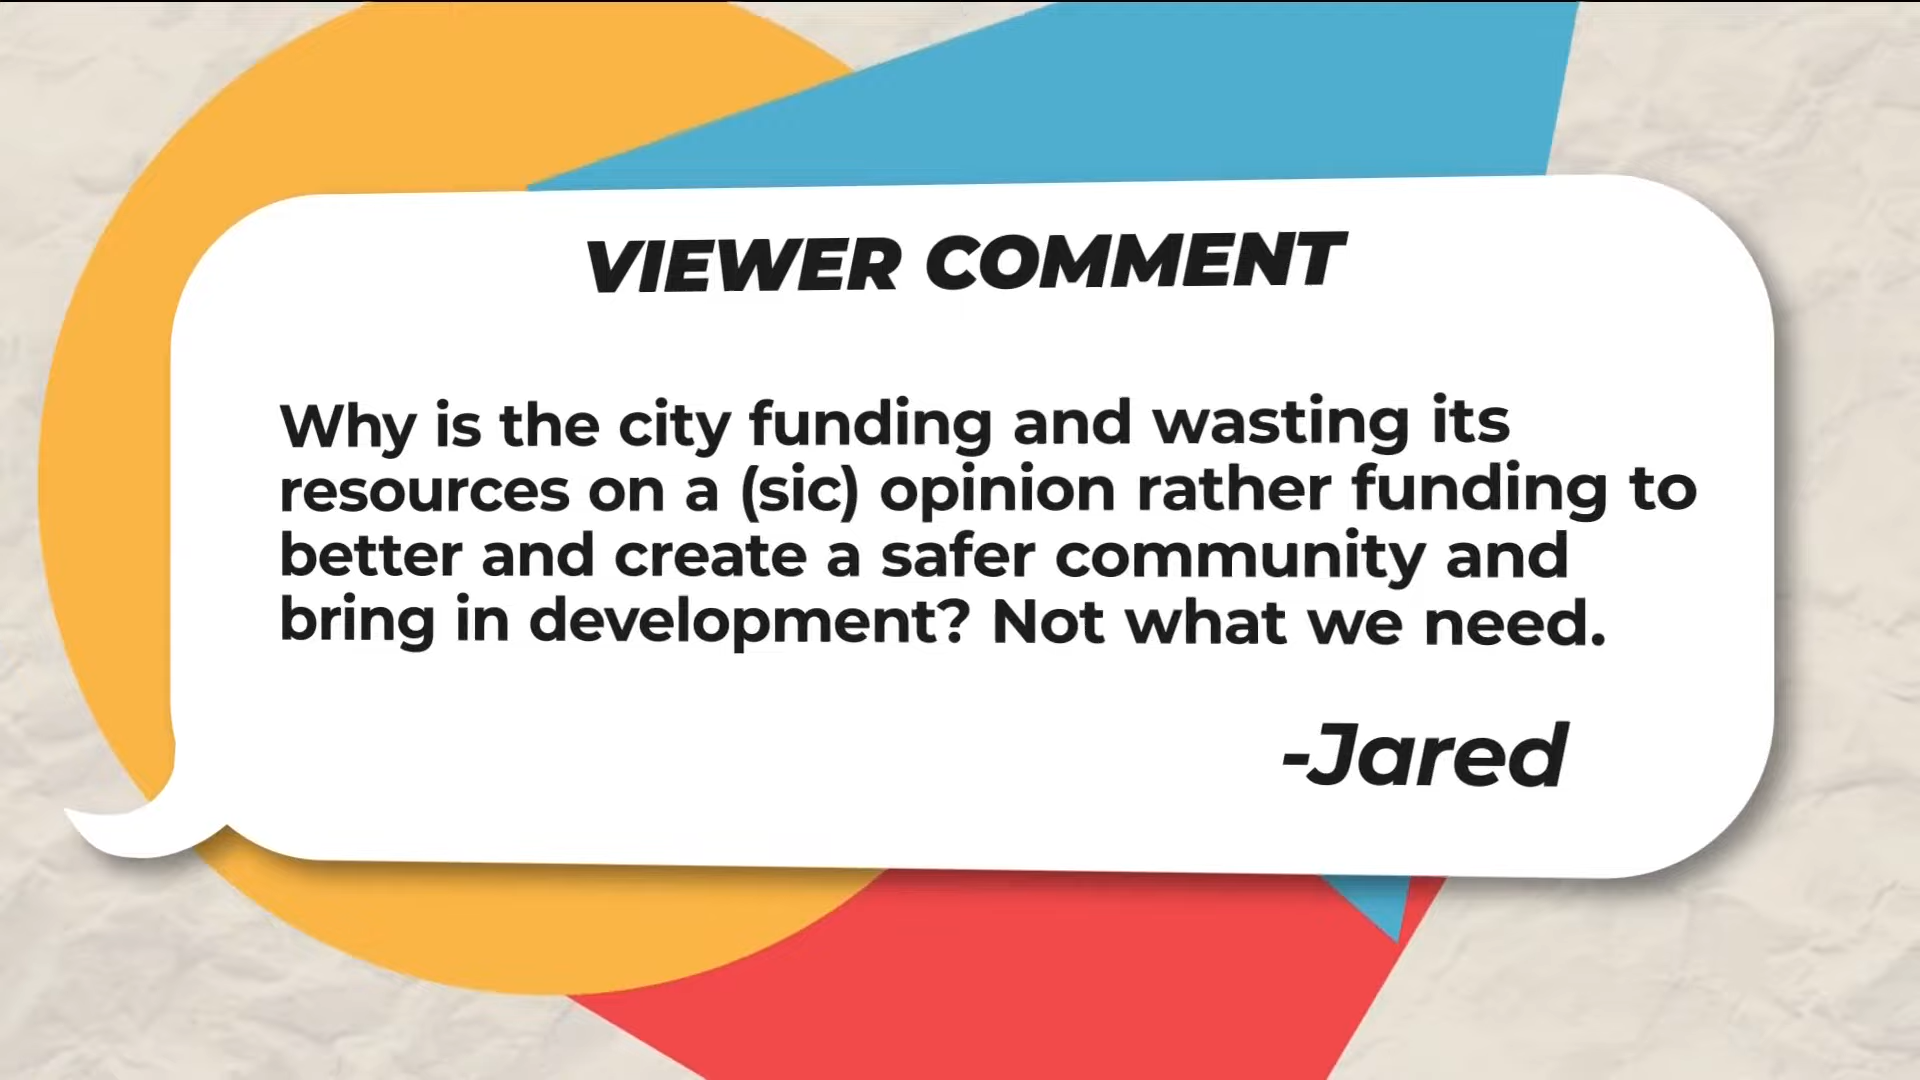 VIEWER COMMENT
Why is the city funding and wasting its
resources on a (sic) opinion rather funding to
better and create a safer community and
bring in development? Not what we need.
-Jared